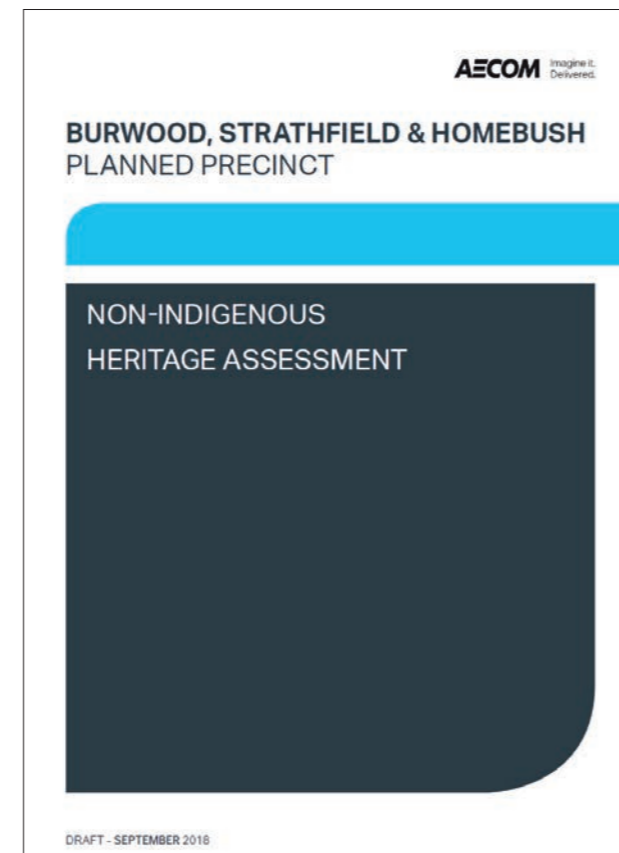 AECOM Imagine it.
Delivered.
BURWOOD, STRATHFIELD & HOMEBUSH
PLANNED PRECINCT
NON-INDIGENOUS
HERITAGE ASSESSMENT
DRAFT - SEPTEMBER 2018